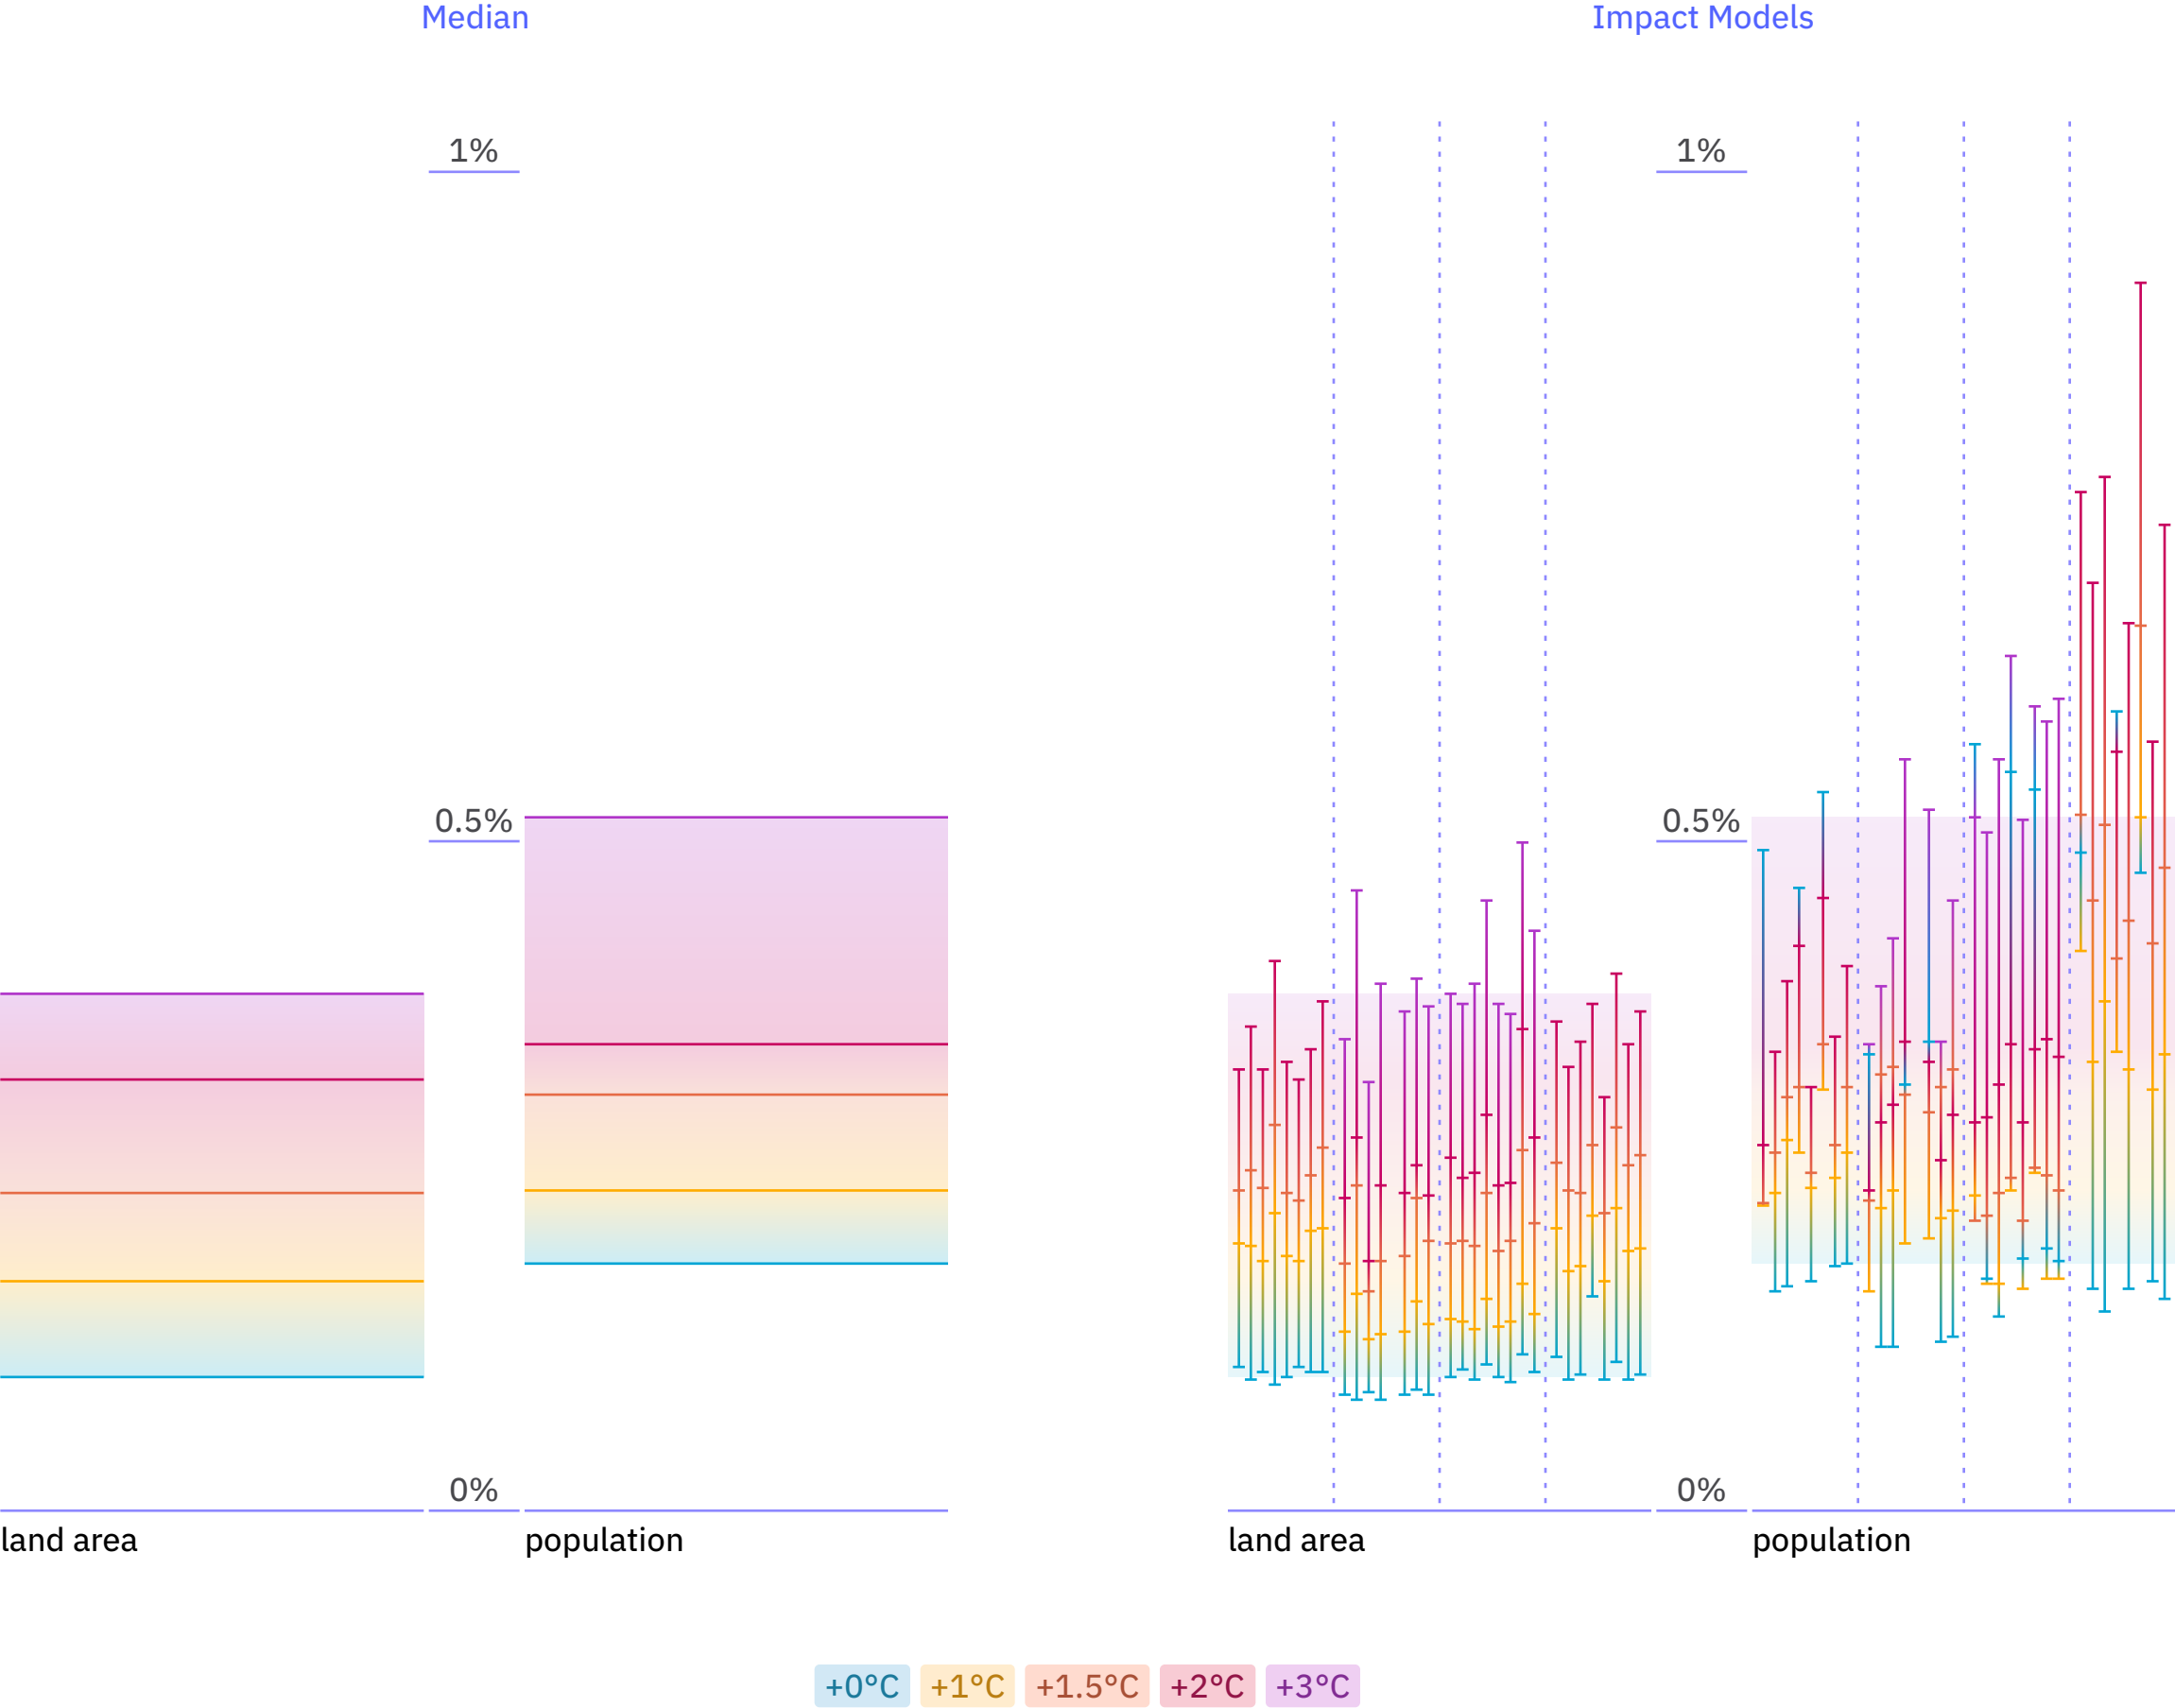 Median
Impact Models
1%
1%
0.5%
0.5%
0%
0%
land area
population
land area
population
+0°C
+1°C
+1.5°C
+2°C
+3°C